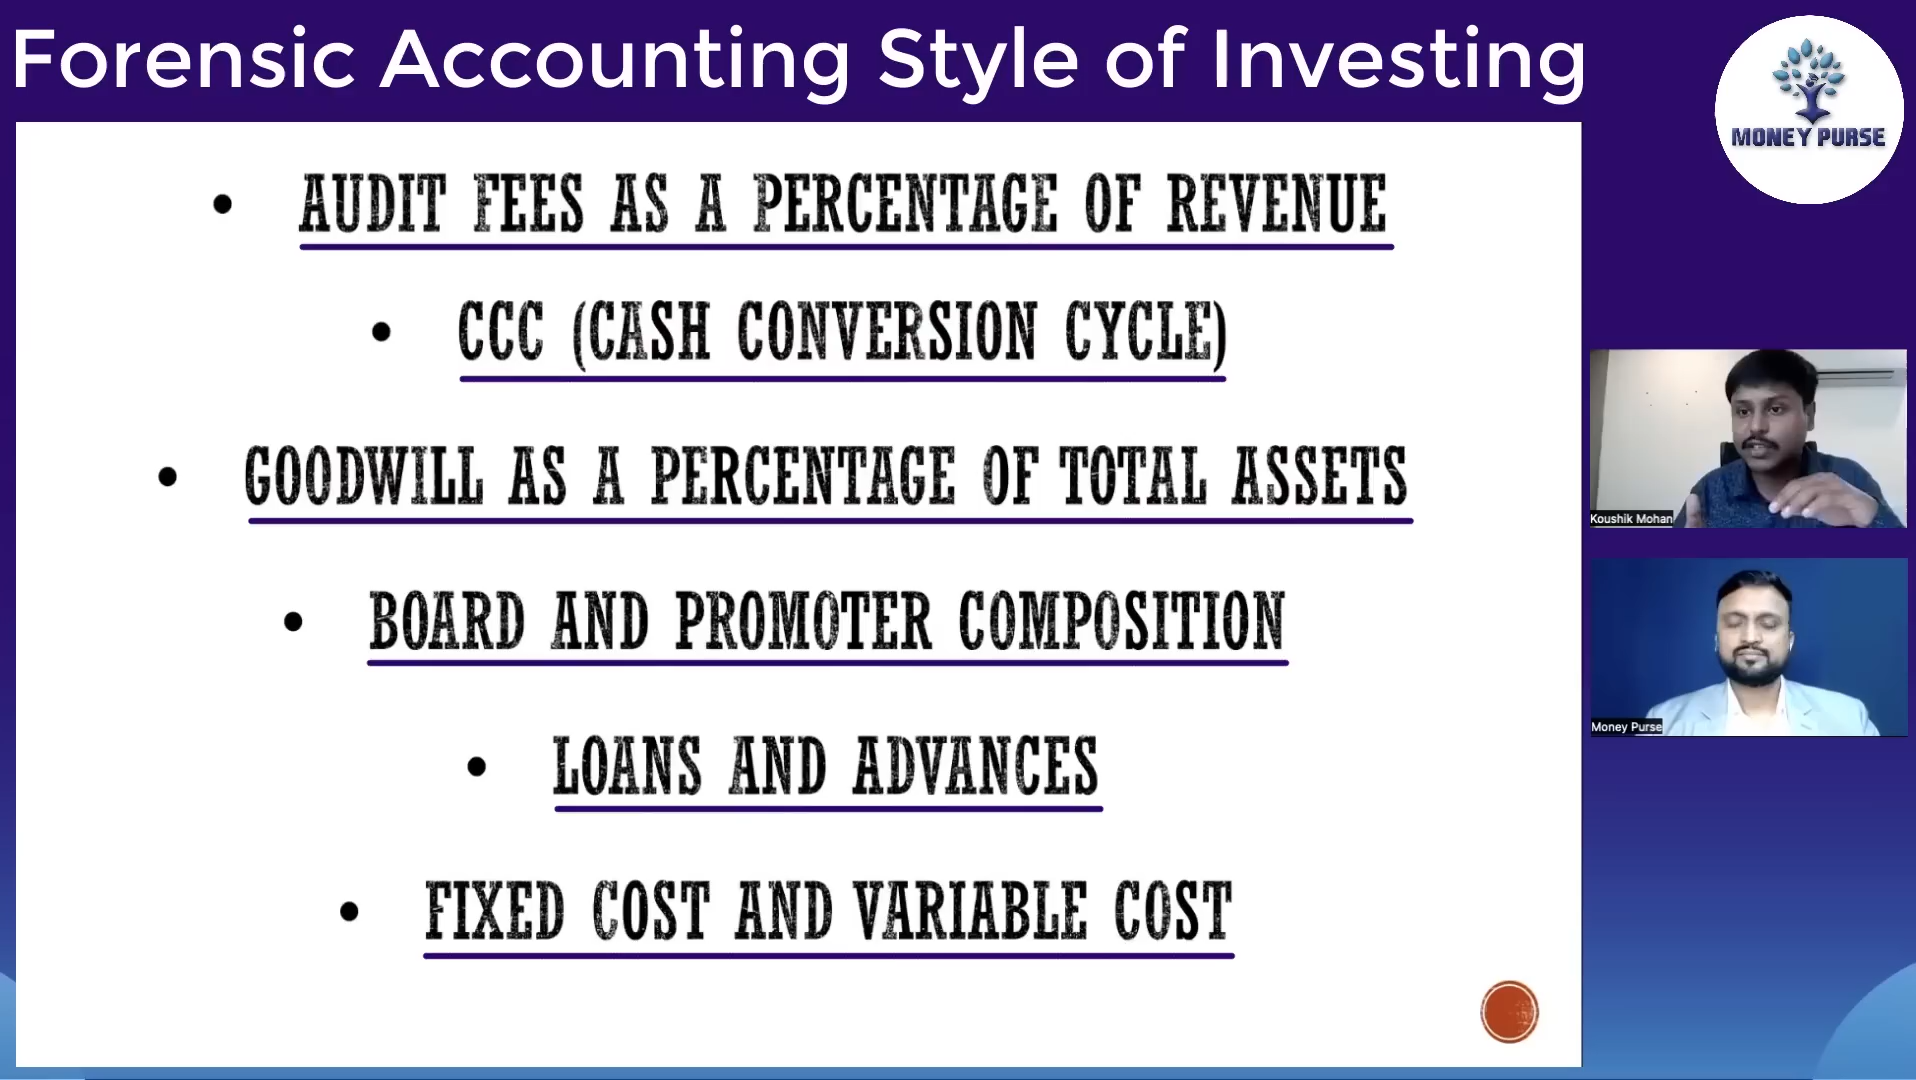 Forensic Accounting Style of Investing
MONEY PURSE
• AUDIT FEES AS A PERCENTAGE OF REVENUE
• CCC (CASH CONVERSION CYCLE)
• GOODWILL AS A PERCENTAGE OF TOTAL ASSETS
• BOARD AND PROMOTER COMPOSITION
• LOANS AND ADVANCES
• FIXED COST AND VARIABLE COST
Koushik Mohan
Money Purse